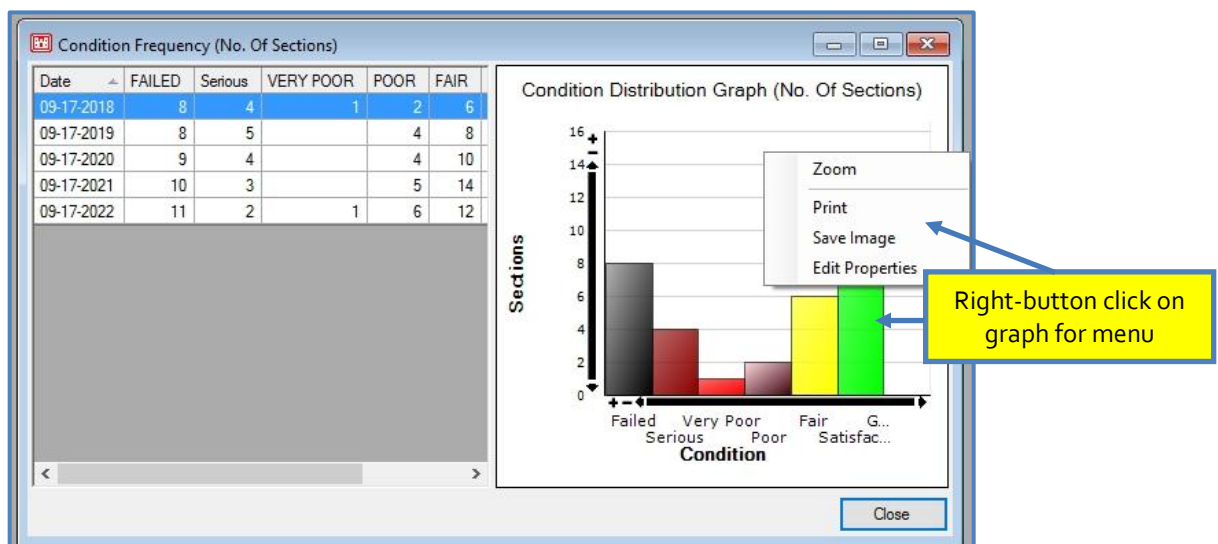 Condition Frequency (No. Of Sections)
Date FAILED Serious VERY POOR POOR FAIR
09-17-2018 8 4 1 2 6
09-17-2019 8 5 4 8
09-17-2020 9 4 4 10
09-17-2021 10 3 5 14
09-17-2022 11 2 1 6 12
Condition Distribution Graph (No. Of Sections)
16
14
12
10
8
6
4
2
0
Sections
Failed Very Poor Fair G...
Serious Poor Satisfac...
Condition
Zoom
Print
Save Image
Edit Properties
Right-button click on
graph for menu
Close